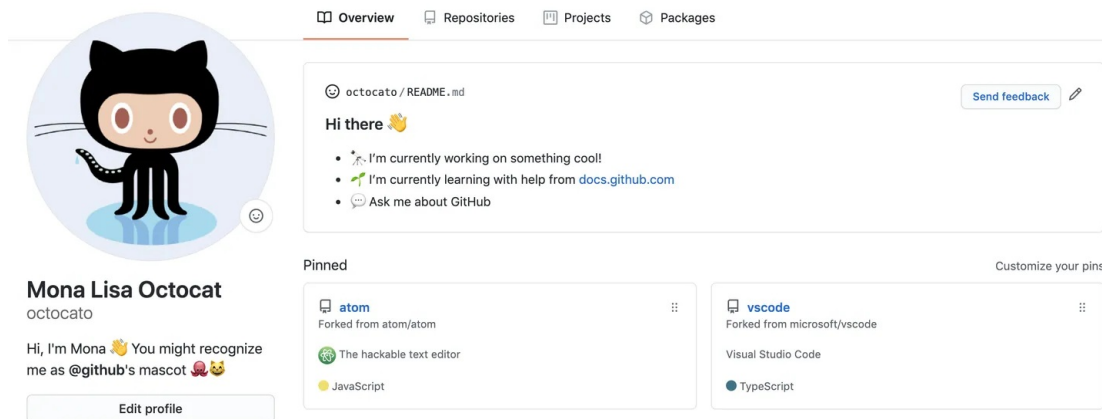 Overview Repositories Projects Packages
octocato/README.md
Send feedback
Hi there 👋
🔭 I'm currently working on something cool!
🌱 I'm currently learning with help from docs.github.com
💬 Ask me about GitHub
Mona Lisa Octocat
octocato
Hi, I'm Mona 👋 You might recognize
me as @github's mascot 🐙😺
Edit profile
Pinned
Customize your pins
atom
Forked from atom/atom
The hackable text editor
JavaScript
vscode
Forked from microsoft/vscode
Visual Studio Code
TypeScript